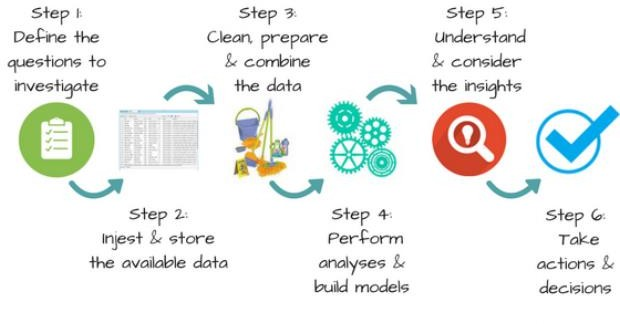 Step 1:
Define the
questions to
investigate
Step 2:
Injest & store
the available data
Step 3:
Clean, prepare
& combine
the data
Step 4:
Perform
analyses &
build models
Step 5:
Understand
& consider
the insights
Step 6:
Take
actions &
decisions